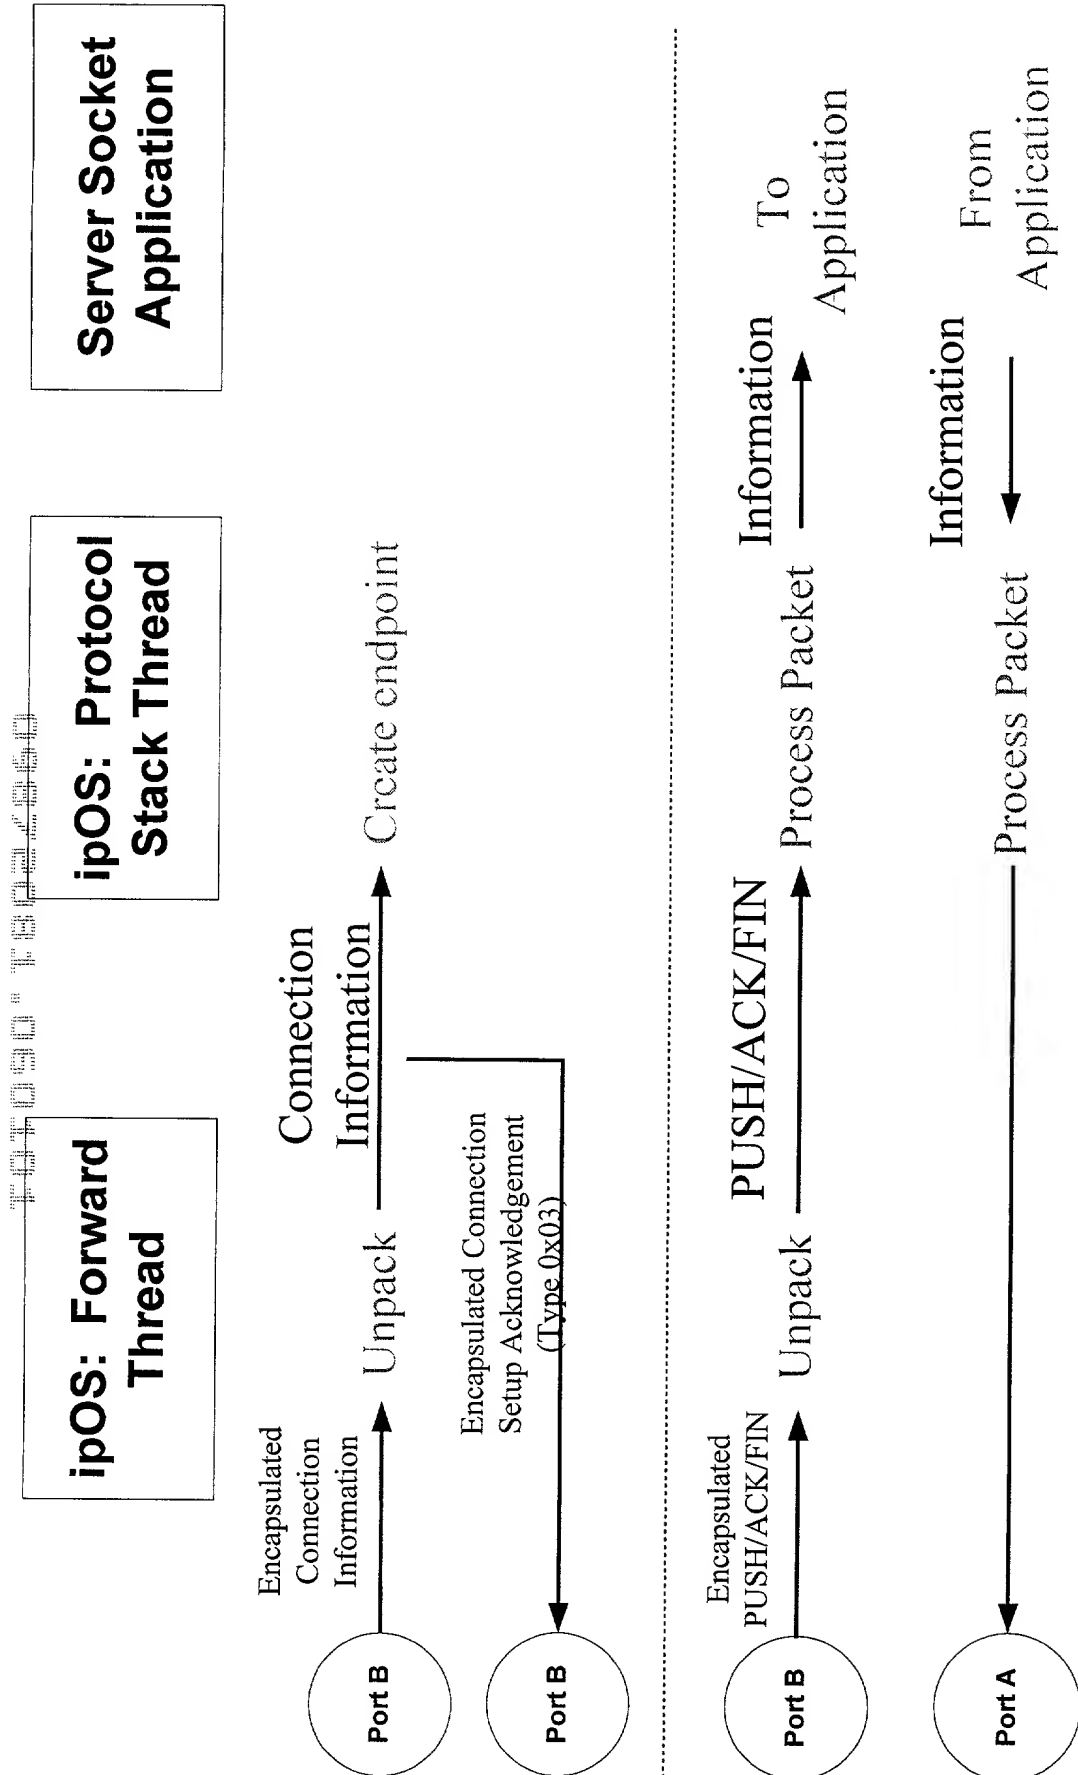 ipOS: Forward
Thread
ipOS: Protocol
Stack Thread
Server Socket
Application
Encapsulated
Connection
Information
Connection
Information
Port B
Unpack
Create endpoint
Encapsulated Connection
Setup Acknowledgement
(Type 0x03)
Port B
Encapsulated
PUSH/ACK/FIN
PUSH/ACK/FIN
Information
To
Application
Port B
Unpack
Process Packet
Information
From
Application
Port A
Process Packet